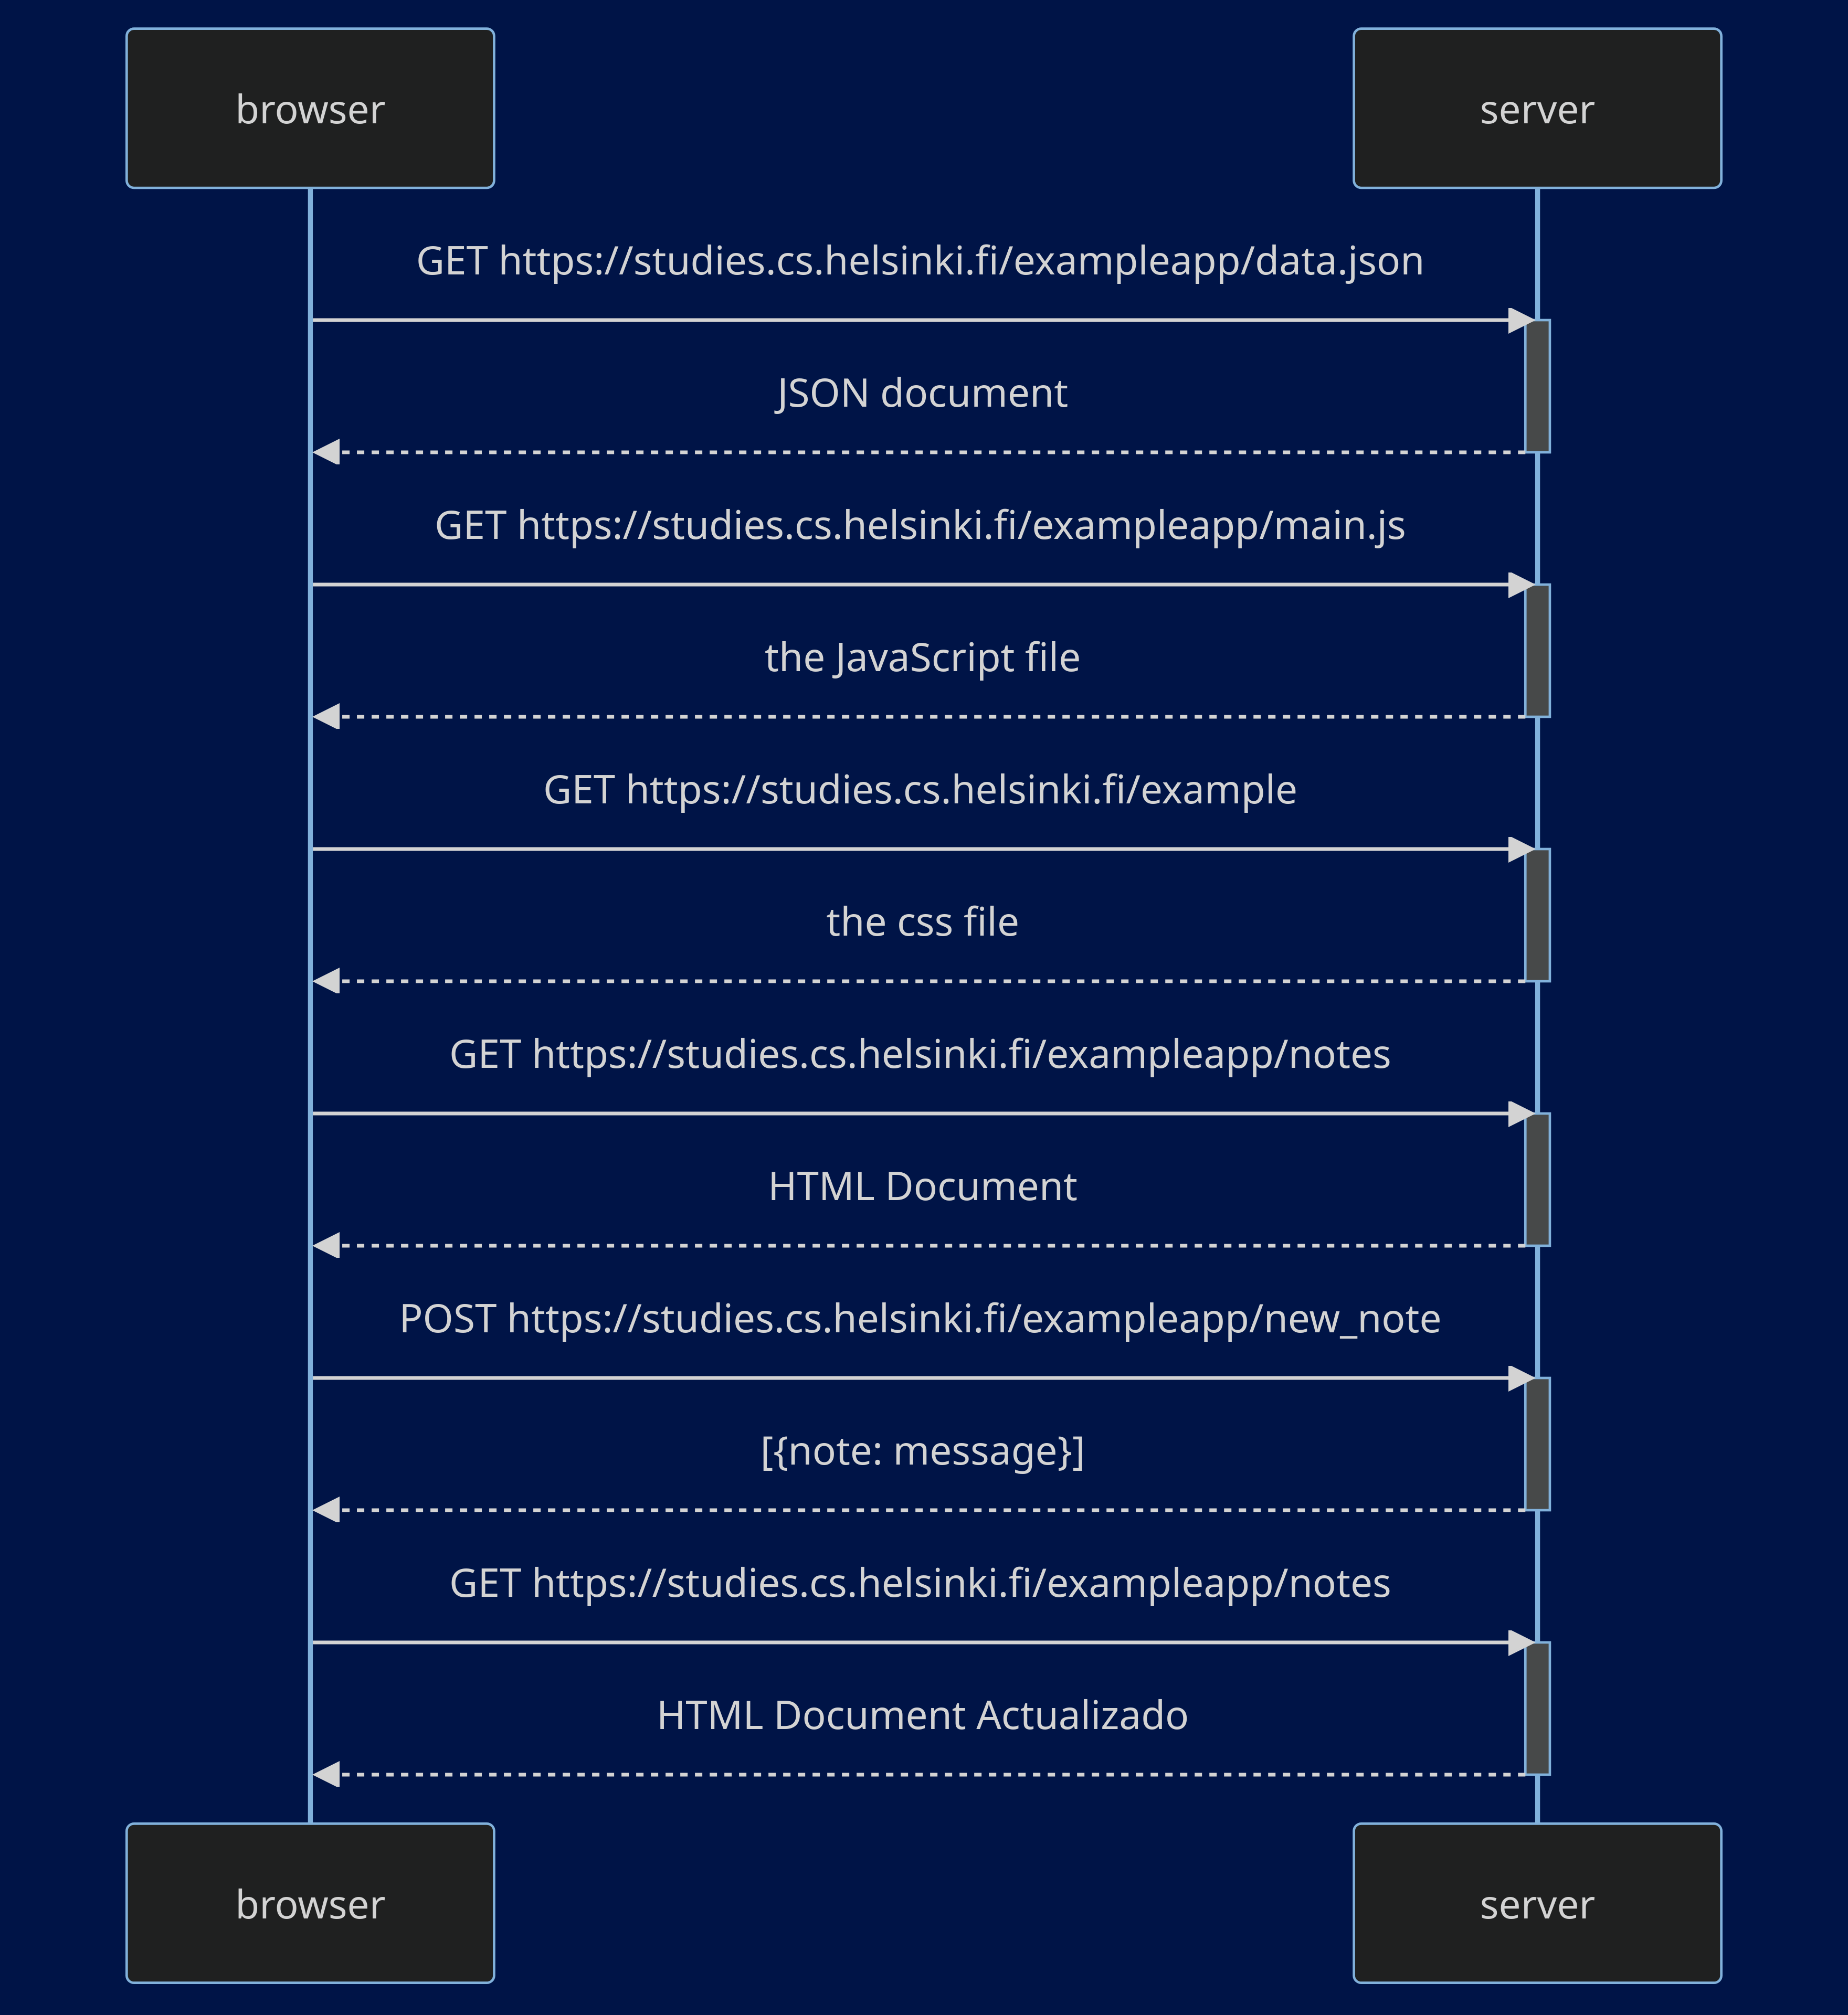 browser
server
GET https://studies.cs.helsinki.fi/exampleapp/data.json
JSON document
GET https://studies.cs.helsinki.fi/exampleapp/main.js
the JavaScript file
GET https://studies.cs.helsinki.fi/example
the css file
GET https://studies.cs.helsinki.fi/exampleapp/notes
HTML Document
POST https://studies.cs.helsinki.fi/exampleapp/new_note
[{note: message}]
GET https://studies.cs.helsinki.fi/exampleapp/notes
HTML Document Actualizado
browser
server